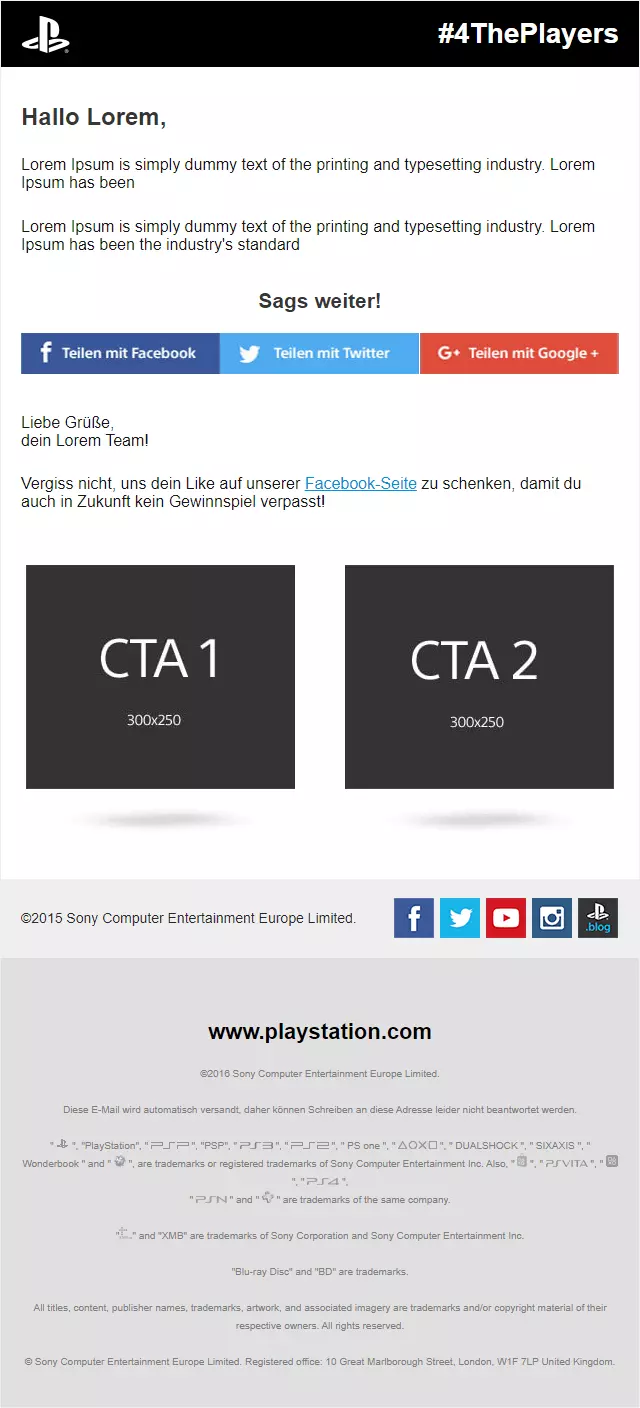 #4ThePlayers
Hallo Lorem,
Lorem Ipsum is simply dummy text of the printing and typesetting industry. Lorem
Ipsum has been
Lorem Ipsum is simply dummy text of the printing and typesetting industry. Lorem
Ipsum has been the industry's standard
Sags weiter!
Teilen mit Facebook
Teilen mit Twitter
G+ Teilen mit Google +
Liebe Grüße,
dein Lorem Team!
Vergiss nicht, uns dein Like auf unserer Facebook-Seite zu schenken, damit du
auch in Zukunft kein Gewinnspiel verpasst!
CTA 1
300x250
CTA 2
300x250
©2015 Sony Computer Entertainment Europe Limited.
.blog
www.playstation.com
©2016 Sony Computer Entertainment Europe Limited.
Diese E-Mail wird automatisch versandt, daher können Schreiben an diese Adresse leider nicht beantwortet werden.
" ", "PlayStation", " PSP ", "PSP", " PS3 ", " PS2 ", " PS one ", " △○✕□ ", " DUALSHOCK ", " SIXAXIS ", "
Wonderbook " and " ", are trademarks or registered trademarks of Sony Computer Entertainment Inc. Also, " ", " PSVITA ", "
", " PS4 ",
" PSN " and " " are trademarks of the same company.
" " and "XMB" are trademarks of Sony Corporation and Sony Computer Entertainment Inc.
"Blu-ray Disc" and "BD" are trademarks.
All titles, content, publisher names, trademarks, artwork, and associated imagery are trademarks and/or copyright material of their
respective owners. All rights reserved.
© Sony Computer Entertainment Europe Limited. Registered office: 10 Great Marlborough Street, London, W1F 7LP United Kingdom.